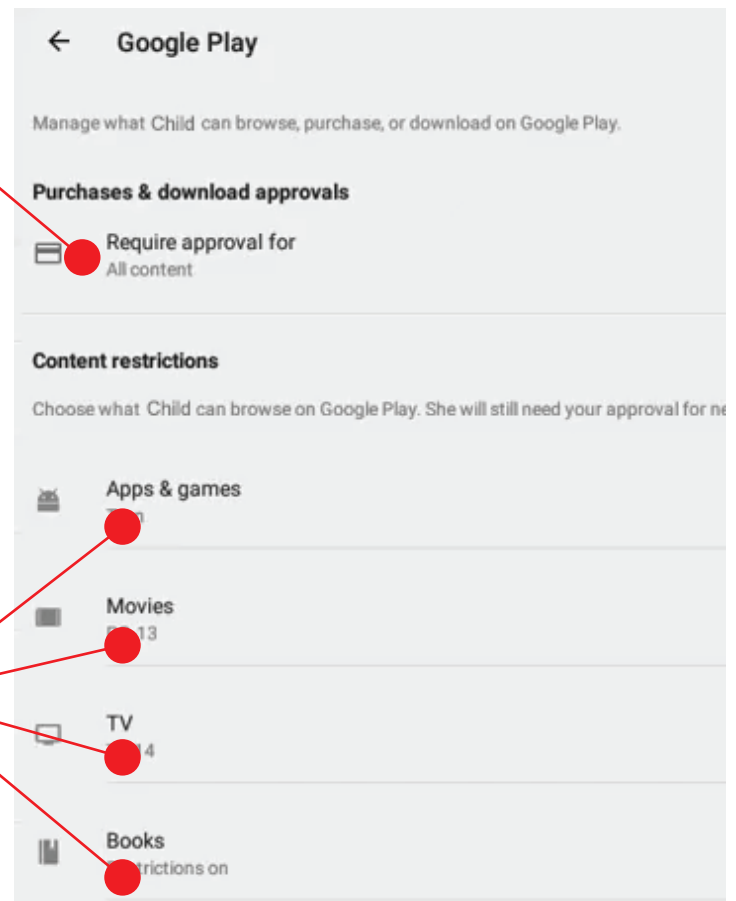 Google Play
Manage what Child can browse, purchase, or download on Google Play.
Purchases & download approvals
Require approval for
All content
Content restrictions
Choose what Child can browse on Google Play. She will still need your approval for ne
Apps & games
Movies
13
TV
14
Books
trictions on